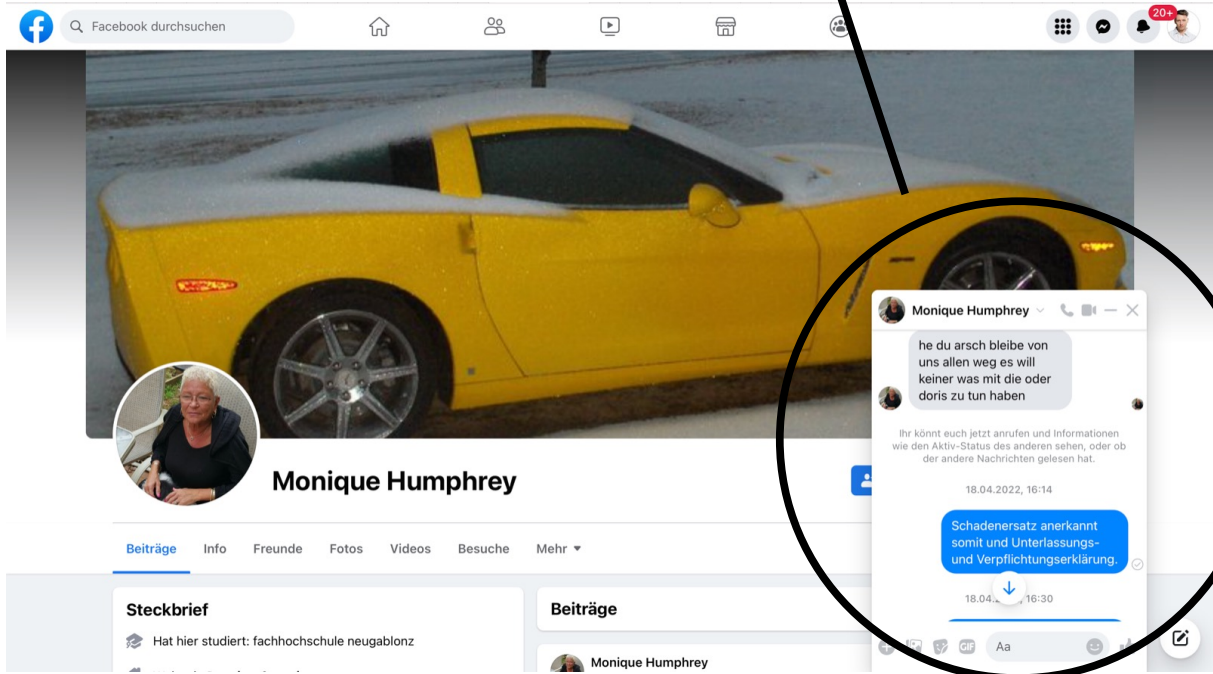 Facebook durchsuchen
20+
Monique Humphrey
he du arsch bleibe von
uns allen weg es will
keiner was mit die oder
doris zu tun haben
Ihr könnt euch jetzt anrufen und Informationen
wie den Aktiv-Status des anderen sehen, oder ob
der andere Nachrichten gelesen hat.
18.04.2022, 16:14
Schadenersatz anerkannt
somit und Unterlassungs-
und Verpflichtungserklärung.
16:30
GIF
Aa
Monique Humphrey
Beiträge Info Freunde Fotos Videos Besuche Mehr
Steckbrief
Hat hier studiert: fachhochschule neugablonz
Beiträge
Monique Humphrey